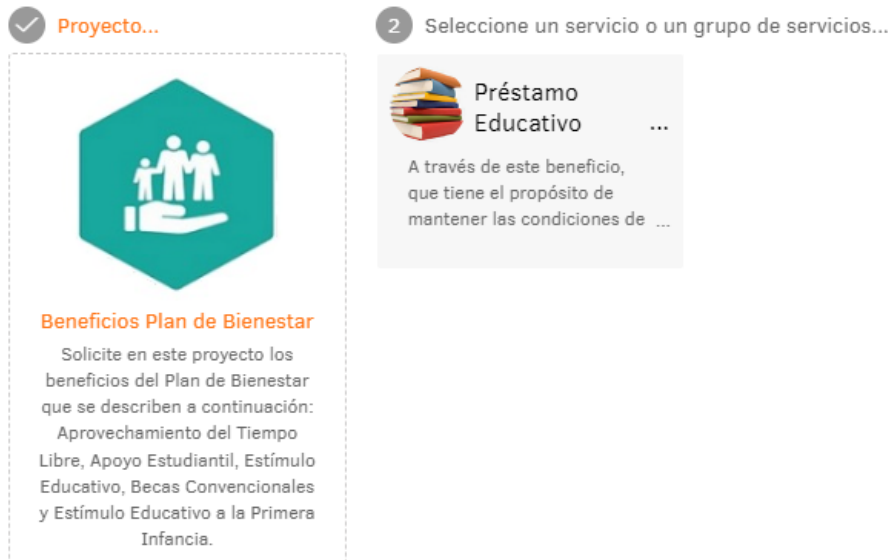 Proyecto...
2 Seleccione un servicio o un grupo de servicios...
Beneficios Plan de Bienestar
Solicite en este proyecto los
beneficios del Plan de Bienestar
que se describen a continuación:
Aprovechamiento del Tiempo
Libre, Apoyo Estudiantil, Estímulo
Educativo, Becas Convencionales
y Estímulo Educativo a la Primera
Infancia.
Préstamo
Educativo ...
A través de este beneficio,
que tiene el propósito de
mantener las condiciones de ...